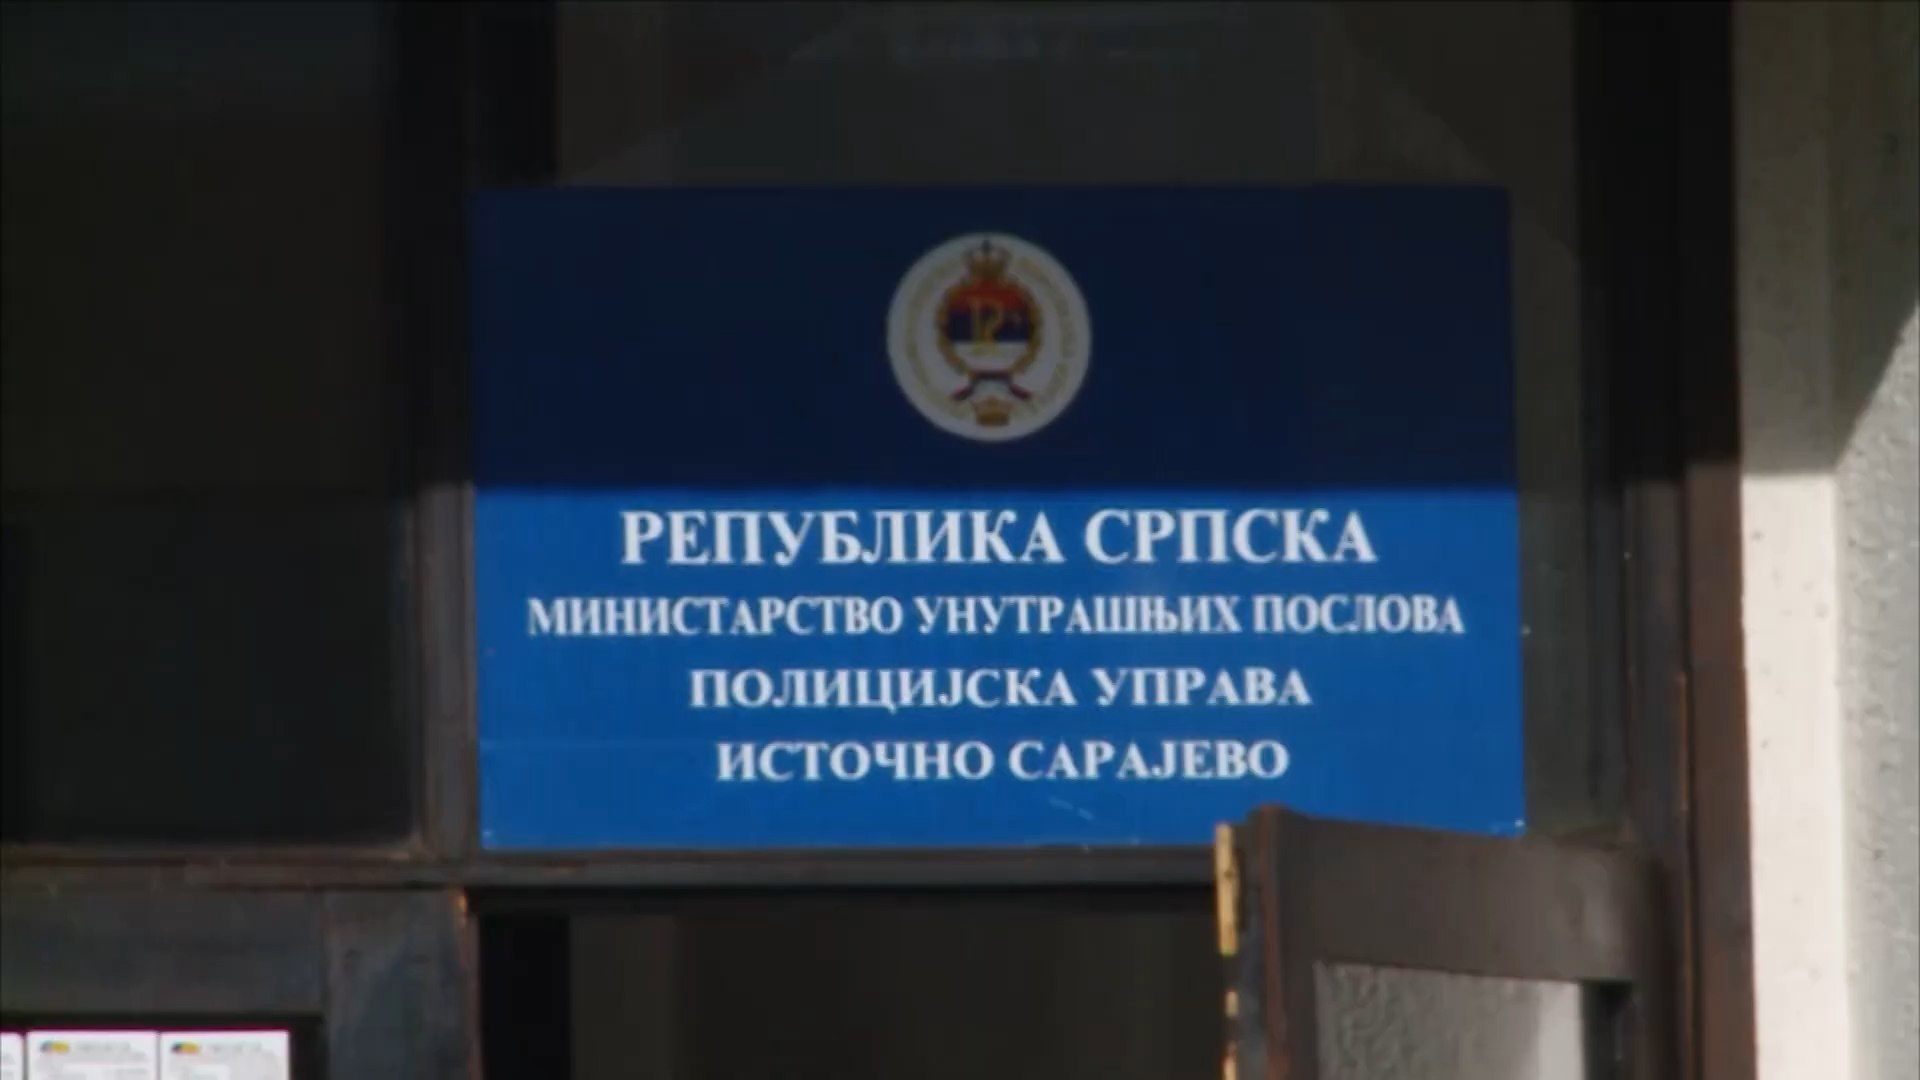 РЕПУБЛИКА СРПСКА
МИНИСТАРСТВО УНУТРАШЊИХ ПОСЛОВА
ПОЛИЦИЈСКА УПРАВА
ИСТОЧНО САРАЈЕВО